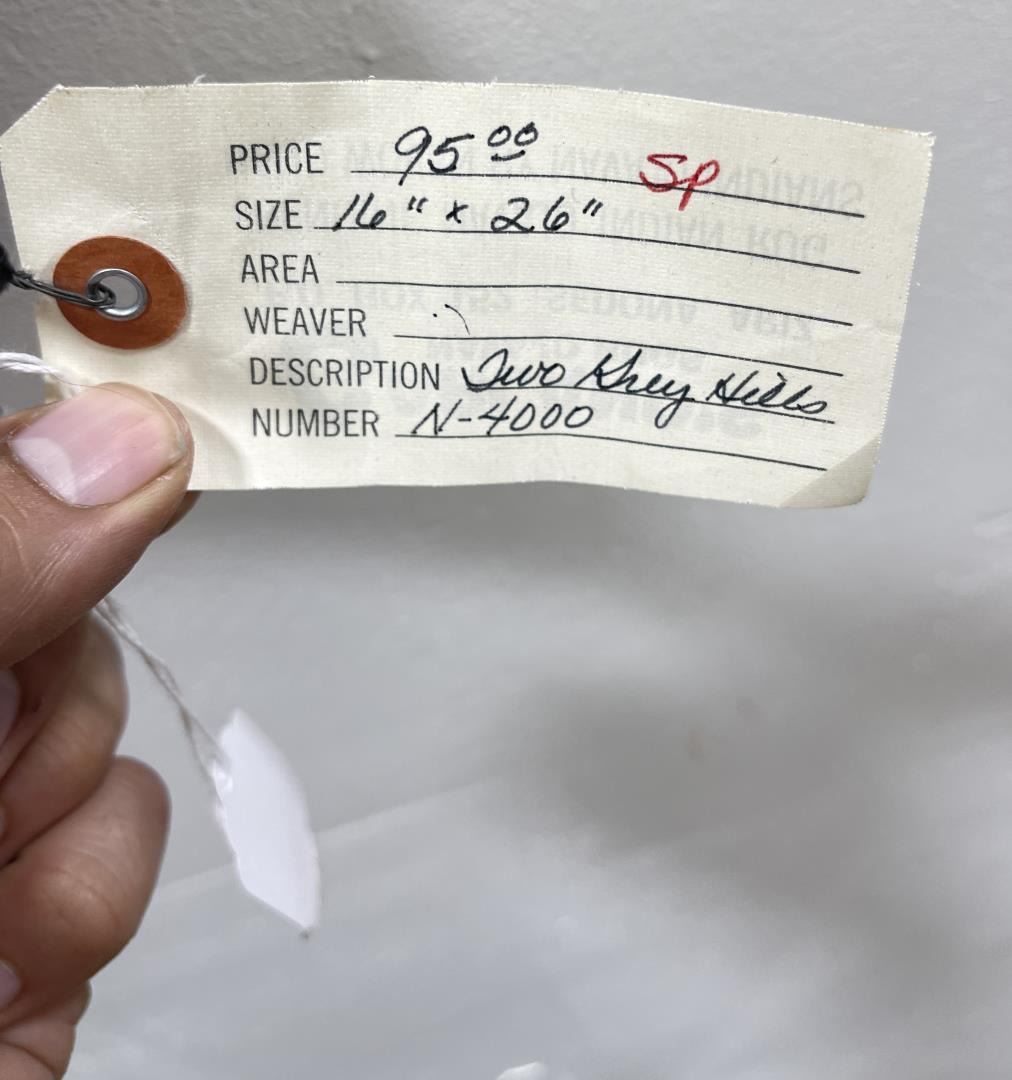 PRICE 95 00 SP
SIZE 16" x 26"
AREA
WEAVER
DESCRIPTION Two Grey Hills
NUMBER N-4000